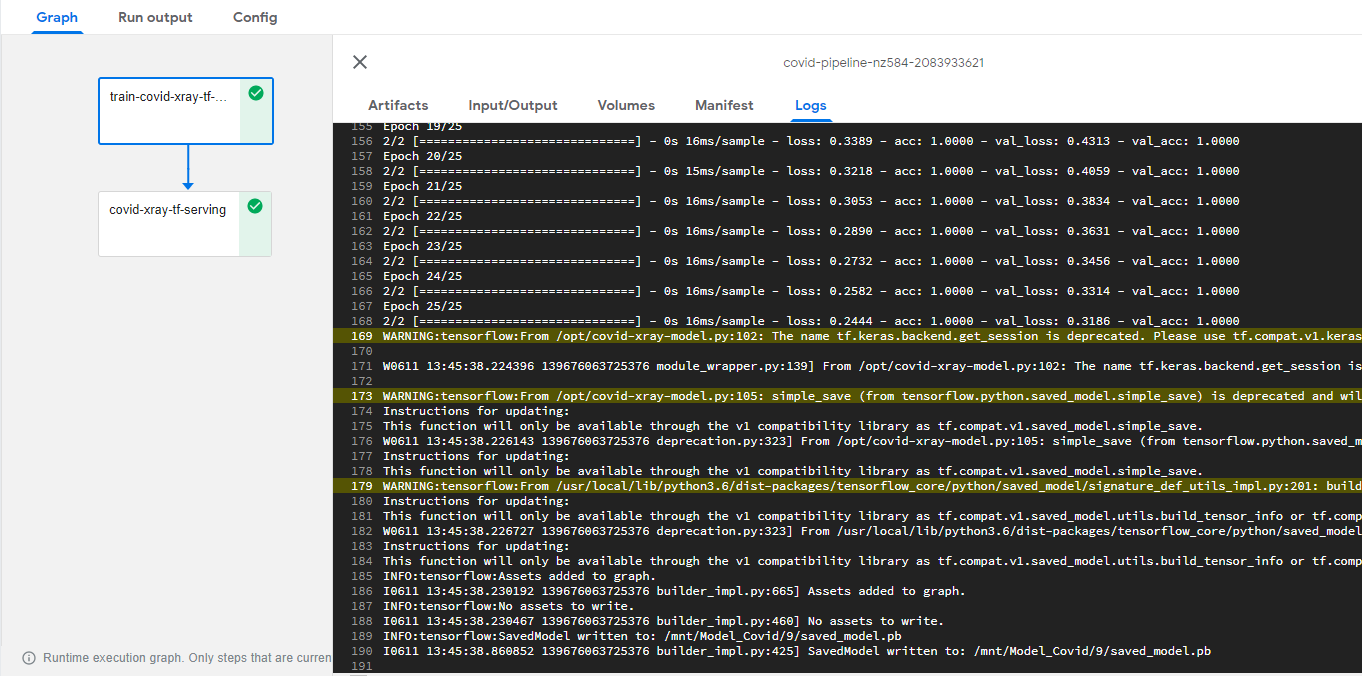 Graph Run output Config
train-covid-xray-tf-...
covid-xray-tf-serving
Runtime execution graph. Only steps that are curren
covid-pipeline-nz584-2083933621
Artifacts Input/Output Volumes Manifest Logs
155 Epoch 19/25
156 2/2 [==============================] - 0s 16ms/sample - loss: 0.3389 - acc: 1.0000 - val_loss: 0.4313 - val_acc: 1.0000
157 Epoch 20/25
158 2/2 [==============================] - 0s 15ms/sample - loss: 0.3218 - acc: 1.0000 - val_loss: 0.4059 - val_acc: 1.0000
159 Epoch 21/25
160 2/2 [==============================] - 0s 16ms/sample - loss: 0.3053 - acc: 1.0000 - val_loss: 0.3834 - val_acc: 1.0000
161 Epoch 22/25
162 2/2 [==============================] - 0s 16ms/sample - loss: 0.2890 - acc: 1.0000 - val_loss: 0.3631 - val_acc: 1.0000
163 Epoch 23/25
164 2/2 [==============================] - 0s 16ms/sample - loss: 0.2732 - acc: 1.0000 - val_loss: 0.3456 - val_acc: 1.0000
165 Epoch 24/25
166 2/2 [==============================] - 0s 16ms/sample - loss: 0.2582 - acc: 1.0000 - val_loss: 0.3314 - val_acc: 1.0000
167 Epoch 25/25
168 2/2 [==============================] - 0s 16ms/sample - loss: 0.2444 - acc: 1.0000 - val_loss: 0.3186 - val_acc: 1.0000
169 WARNING:tensorflow:From /opt/covid-xray-model.py:102: The name tf.keras.backend.get_session is deprecated. Please use tf.compat.v1.keras
170
171 W0611 13:45:38.224396 139676063725376 module_wrapper.py:139] From /opt/covid-xray-model.py:102: The name tf.keras.backend.get_session is
172
173 WARNING:tensorflow:From /opt/covid-xray-model.py:105: simple_save (from tensorflow.python.saved_model.simple_save) is deprecated and wil
174 Instructions for updating:
175 This function will only be available through the v1 compatibility library as tf.compat.v1.saved_model.simple_save.
176 W0611 13:45:38.226143 139676063725376 deprecation.py:323] From /opt/covid-xray-model.py:105: simple_save (from tensorflow.python.saved_m
177 Instructions for updating:
178 This function will only be available through the v1 compatibility library as tf.compat.v1.saved_model.simple_save.
179 WARNING:tensorflow:From /usr/local/lib/python3.6/dist-packages/tensorflow_core/python/saved_model/signature_def_utils_impl.py:201: build
180 Instructions for updating:
181 This function will only be available through the v1 compatibility library as tf.compat.v1.saved_model.utils.build_tensor_info or tf.comp
182 W0611 13:45:38.226727 139676063725376 deprecation.py:323] From /usr/local/lib/python3.6/dist-packages/tensorflow_core/python/saved_model
183 Instructions for updating:
184 This function will only be available through the v1 compatibility library as tf.compat.v1.saved_model.utils.build_tensor_info or tf.comp
185 INFO:tensorflow:Assets added to graph.
186 I0611 13:45:38.230192 139676063725376 builder_impl.py:665] Assets added to graph.
187 INFO:tensorflow:No assets to write.
188 I0611 13:45:38.230467 139676063725376 builder_impl.py:460] No assets to write.
189 INFO:tensorflow:SavedModel written to: /mnt/Model_Covid/9/saved_model.pb
190 I0611 13:45:38.860852 139676063725376 builder_impl.py:425] SavedModel written to: /mnt/Model_Covid/9/saved_model.pb
191